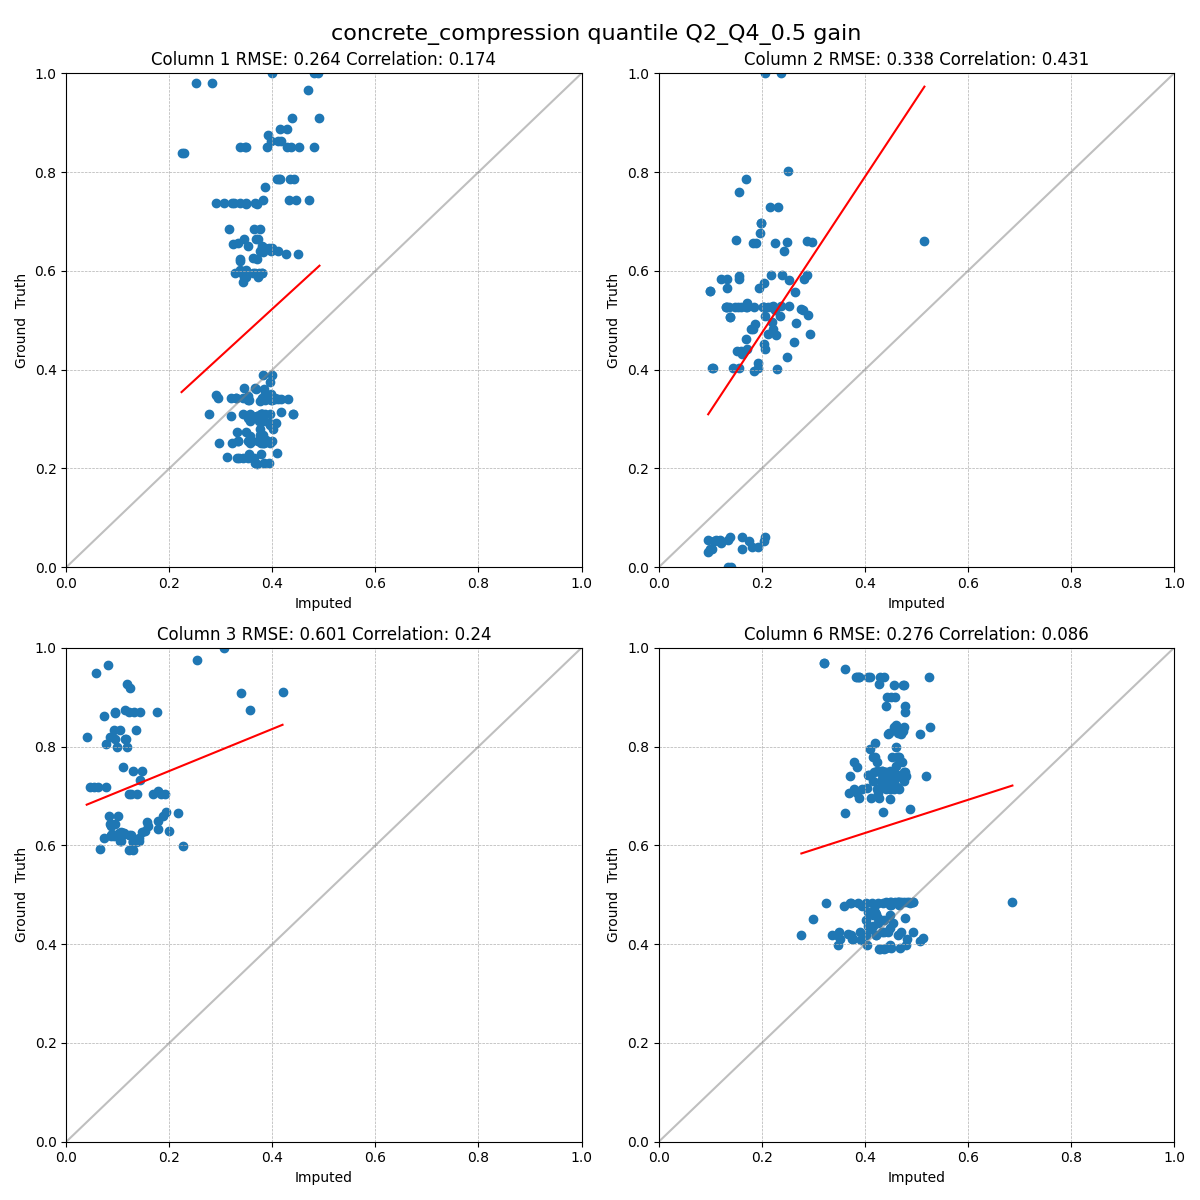 concrete_compression quantile Q2_Q4_0.5 gain
Column 1 RMSE: 0.264 Correlation: 0.174
1.0
0.8
0.6
0.4
0.2
0.0
Ground Truth
0.0 0.2 0.4 0.6 0.8 1.0
Imputed
Column 2 RMSE: 0.338 Correlation: 0.431
1.0
0.8
0.6
0.4
0.2
0.0
Ground Truth
0.0 0.2 0.4 0.6 0.8 1.0
Imputed
Column 3 RMSE: 0.601 Correlation: 0.24
1.0
0.8
0.6
0.4
0.2
0.0
Ground Truth
0.0 0.2 0.4 0.6 0.8 1.0
Imputed
Column 6 RMSE: 0.276 Correlation: 0.086
1.0
0.8
0.6
0.4
0.2
0.0
Ground Truth
0.0 0.2 0.4 0.6 0.8 1.0
Imputed